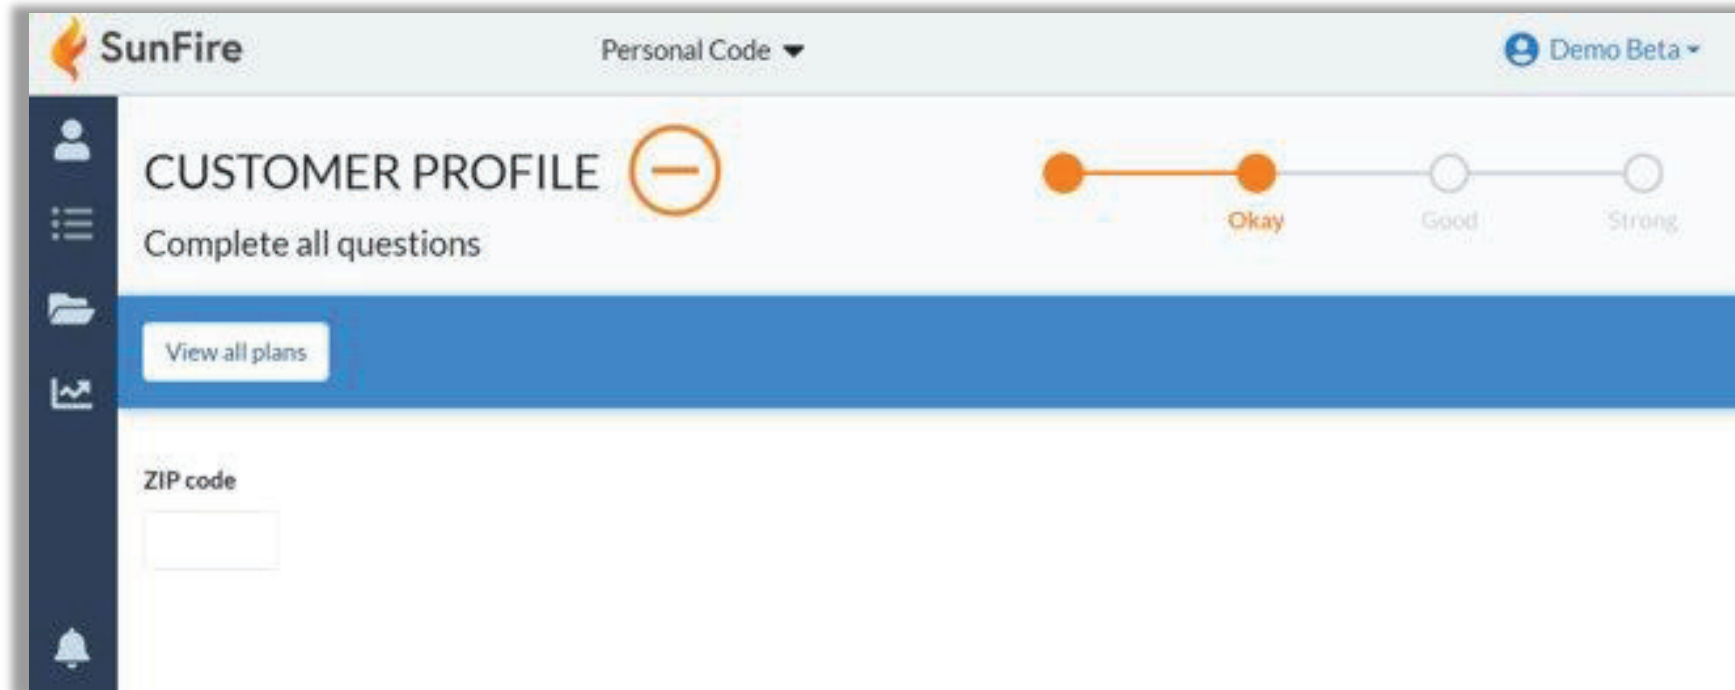 SunFire
Personal Code
Demo Beta
CUSTOMER PROFILE
Complete all questions
Okay
Good
Strong
View all plans
ZIP code